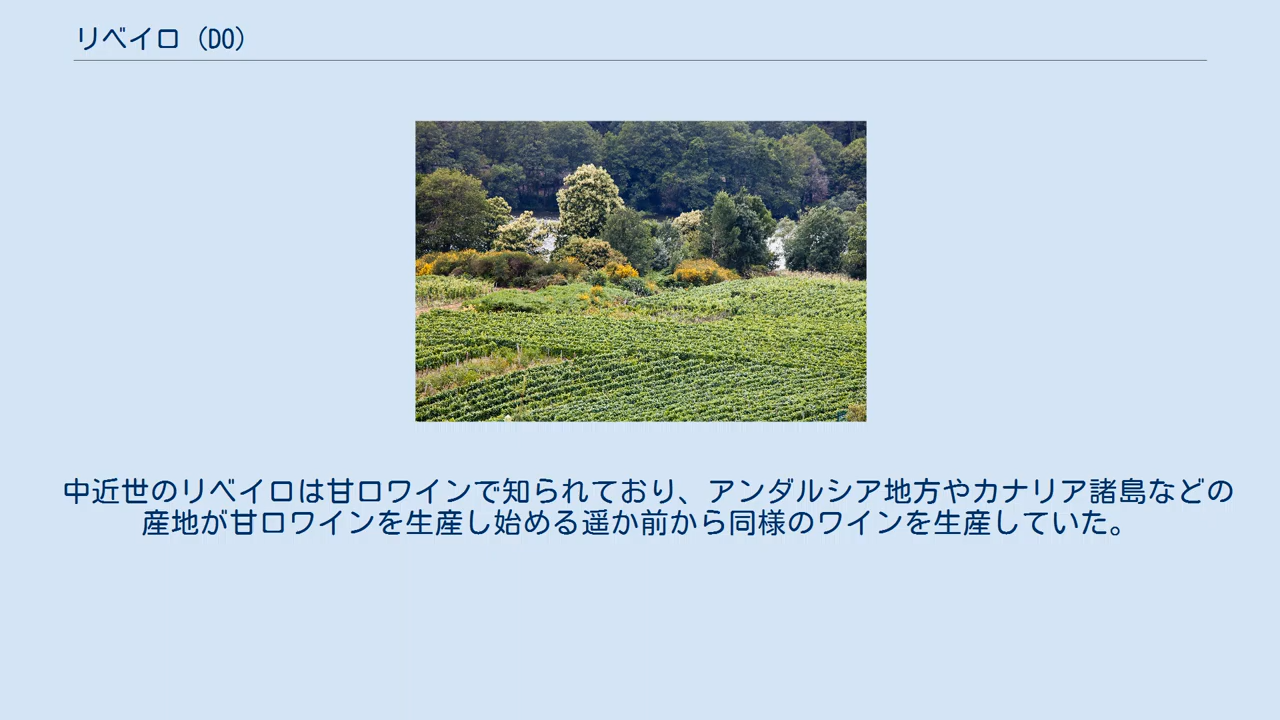 リベイロ (DO)
中近世のリベイロは甘口ワインで知られており、アンダルシア地方やカナリア諸島などの
産地が甘口ワインを生産し始める遥か前から同様のワインを生産していた。